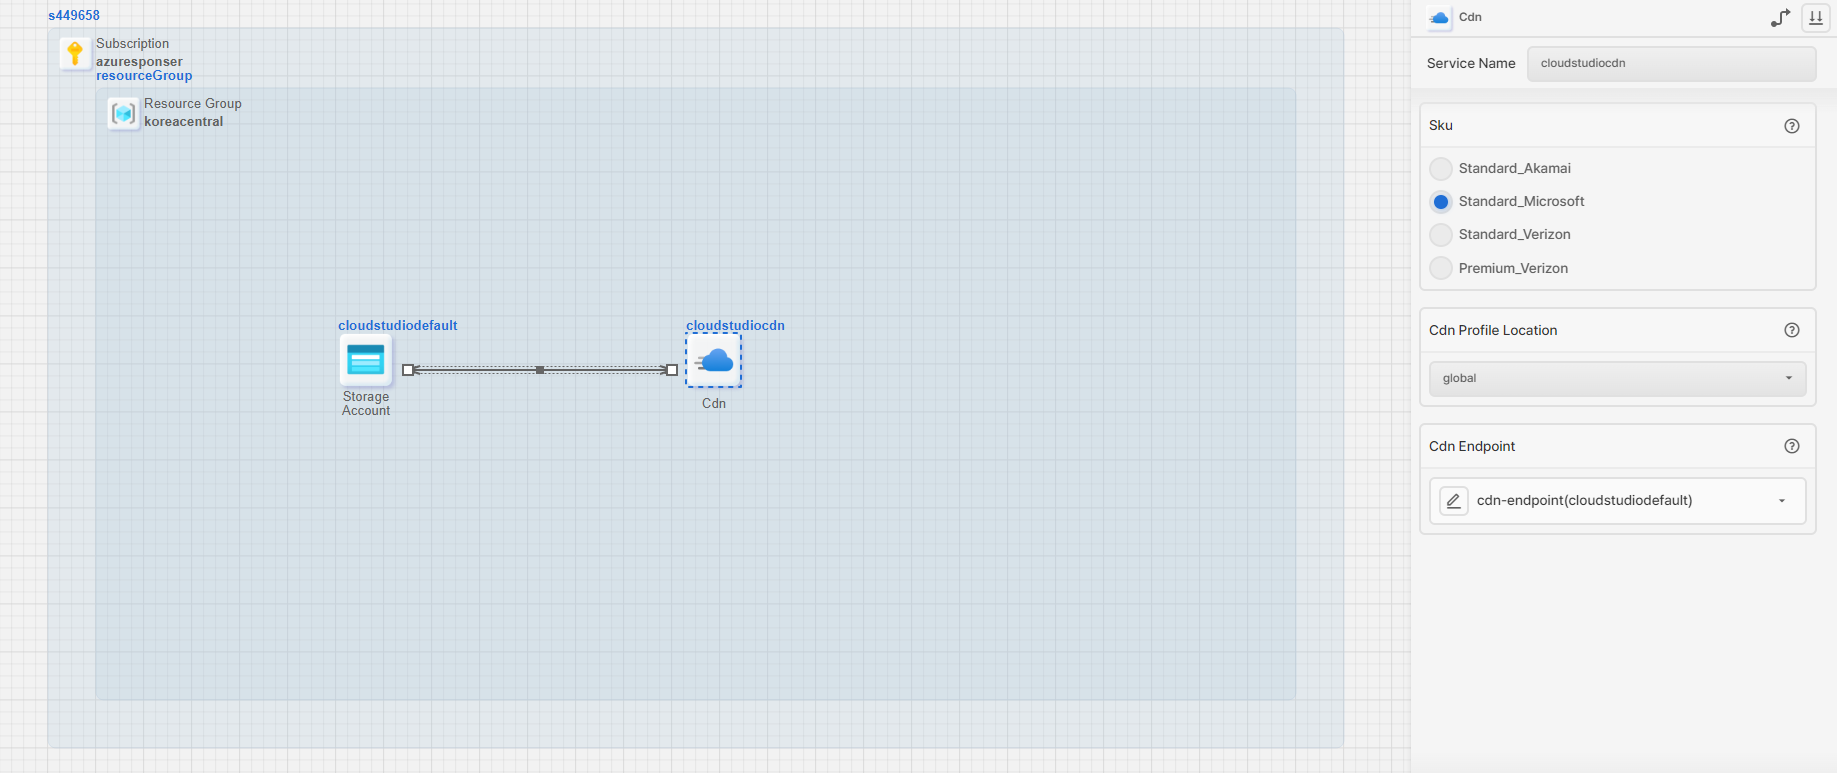 s449658
Subscription
azuresponser
resourceGroup
Resource Group
koreacentral
cloudstudiodefault
Storage
Account
cloudstudiocdn
Cdn
Cdn
Service Name
cloudstudiocdn
Sku
Standard_Akamai
Standard_Microsoft
Standard_Verizon
Premium_Verizon
Cdn Profile Location
global
Cdn Endpoint
cdn-endpoint(cloudstudiodefault)